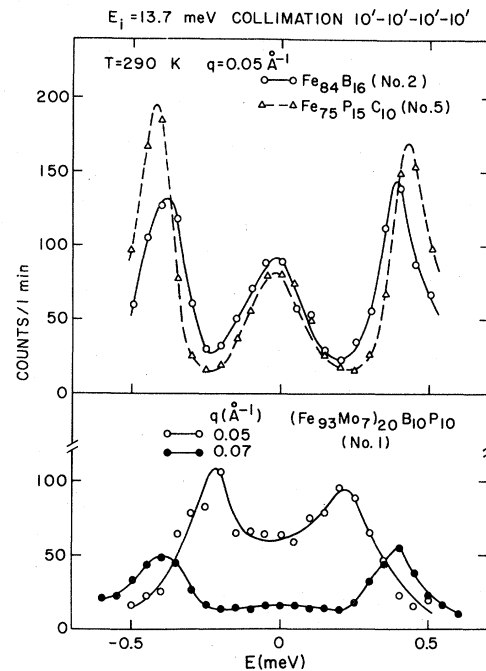 E_i=13.7 meV COLLIMATION 10'-10'-10'-10'
T=290 K q=0.05 Å⁻¹
Fe₈₄B₁₆ (No.2)
Fe₇₅P₁₅C₁₀ (No.5)
200
150
100
50
0
COUNTS/1 min
q(Å⁻¹) (Fe₉₃Mo₇)₂₀B₁₀P₁₀
0.05 (No.1)
0.07
100
50
0
-0.5 0 0.5
E(meV)